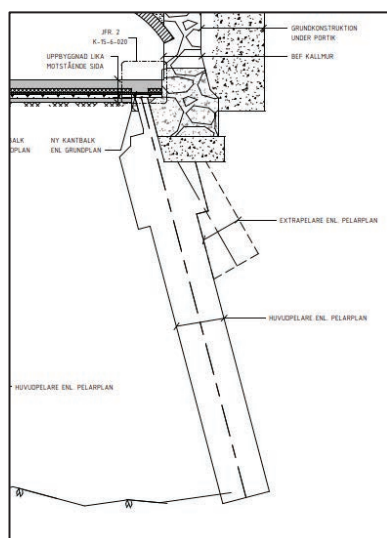 JFR. 2
K-15-6-020
UPPBYGGNAD LIKA
MOTSTÅENDE SIDA
GRUNDKONSTRUKTION
UNDER PORTIK
BEF KALLMUR
ALK
DPLAN
NY KANTBALK
ENL GRUNDPLAN
EXTRAPELARE ENL. PELARPLAN
HUVUDPELARE ENL. PELARPLAN
HUVUDPELARE ENL. PELARPLAN